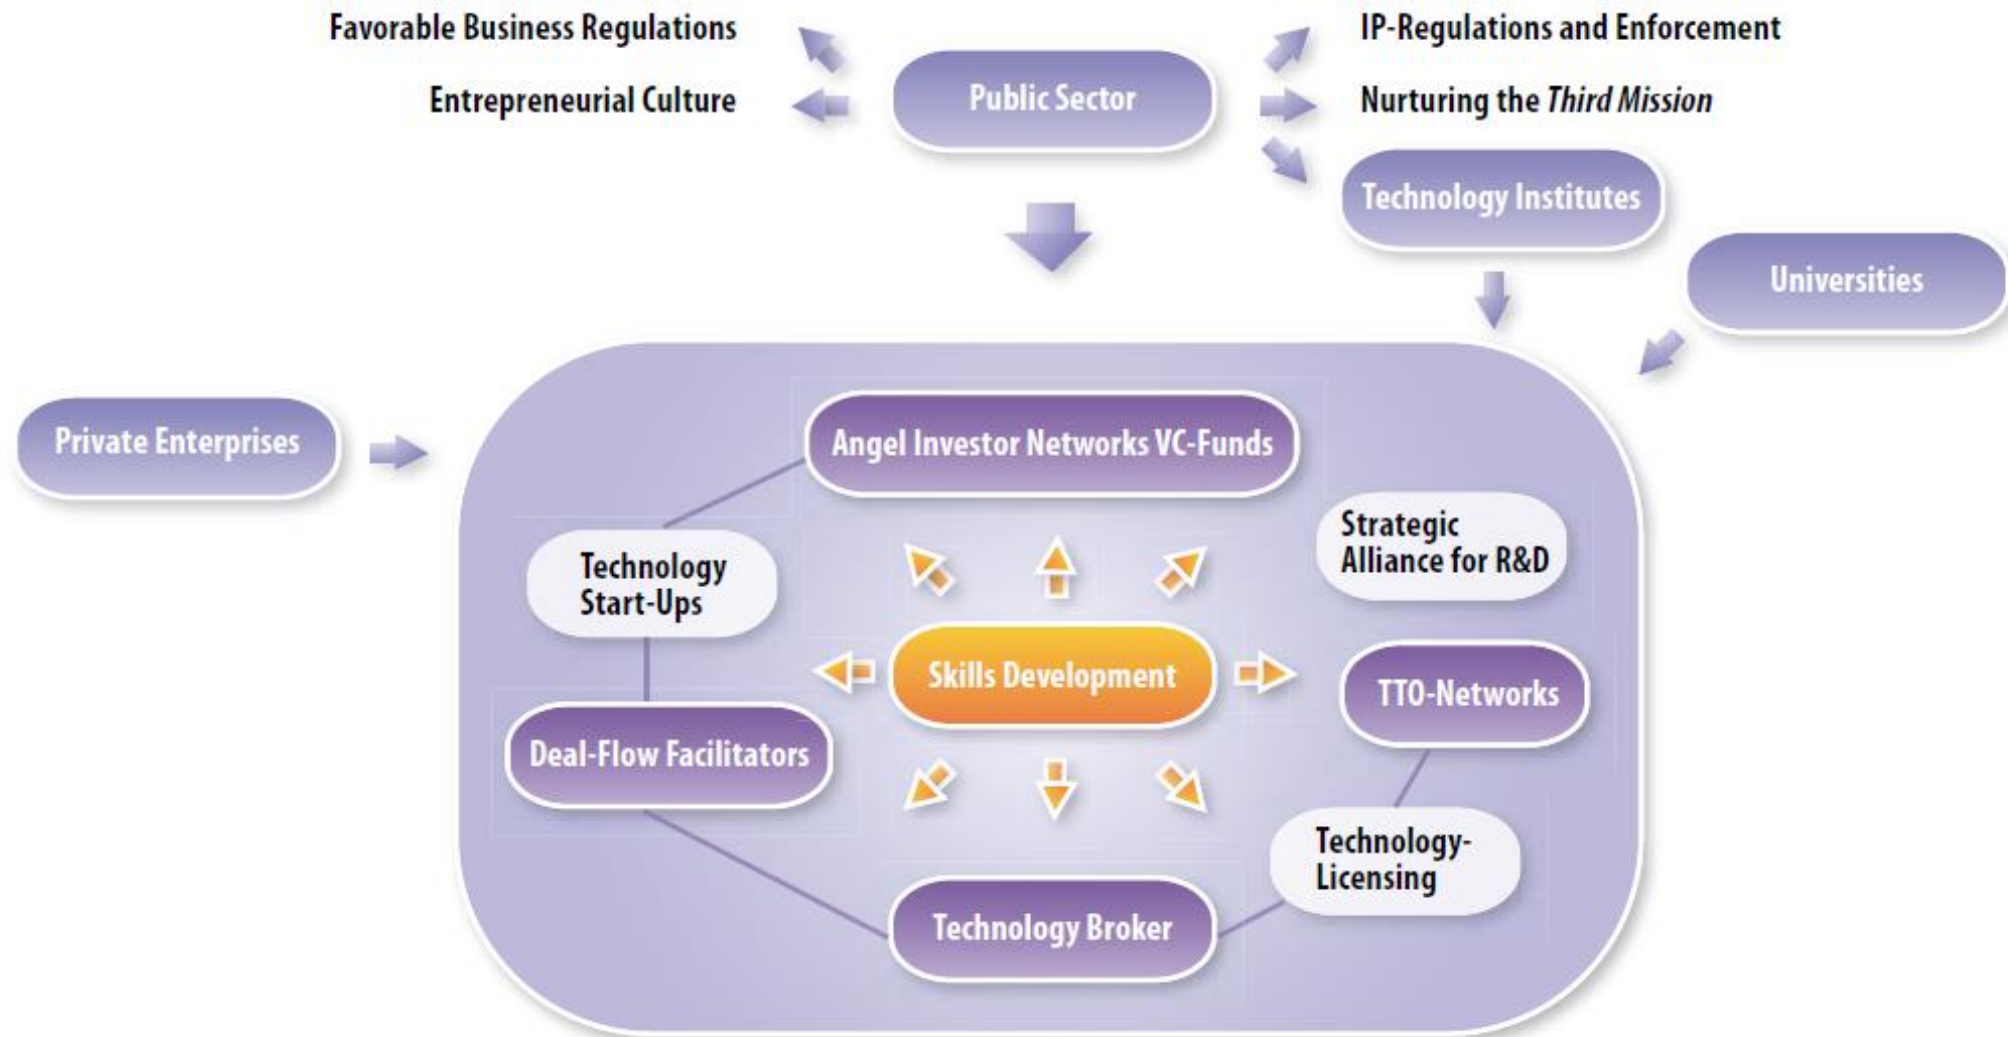 Favorable Business Regulations
IP-Regulations and Enforcement
Entrepreneurial Culture
Public Sector
Nurturing the Third Mission
Technology Institutes
Universities
Private Enterprises
Angel Investor Networks VC-Funds
Strategic
Alliance for R&D
Technology
Start-Ups
Skills Development
TTO-Networks
Deal-Flow Facilitators
Technology-
Licensing
Technology Broker